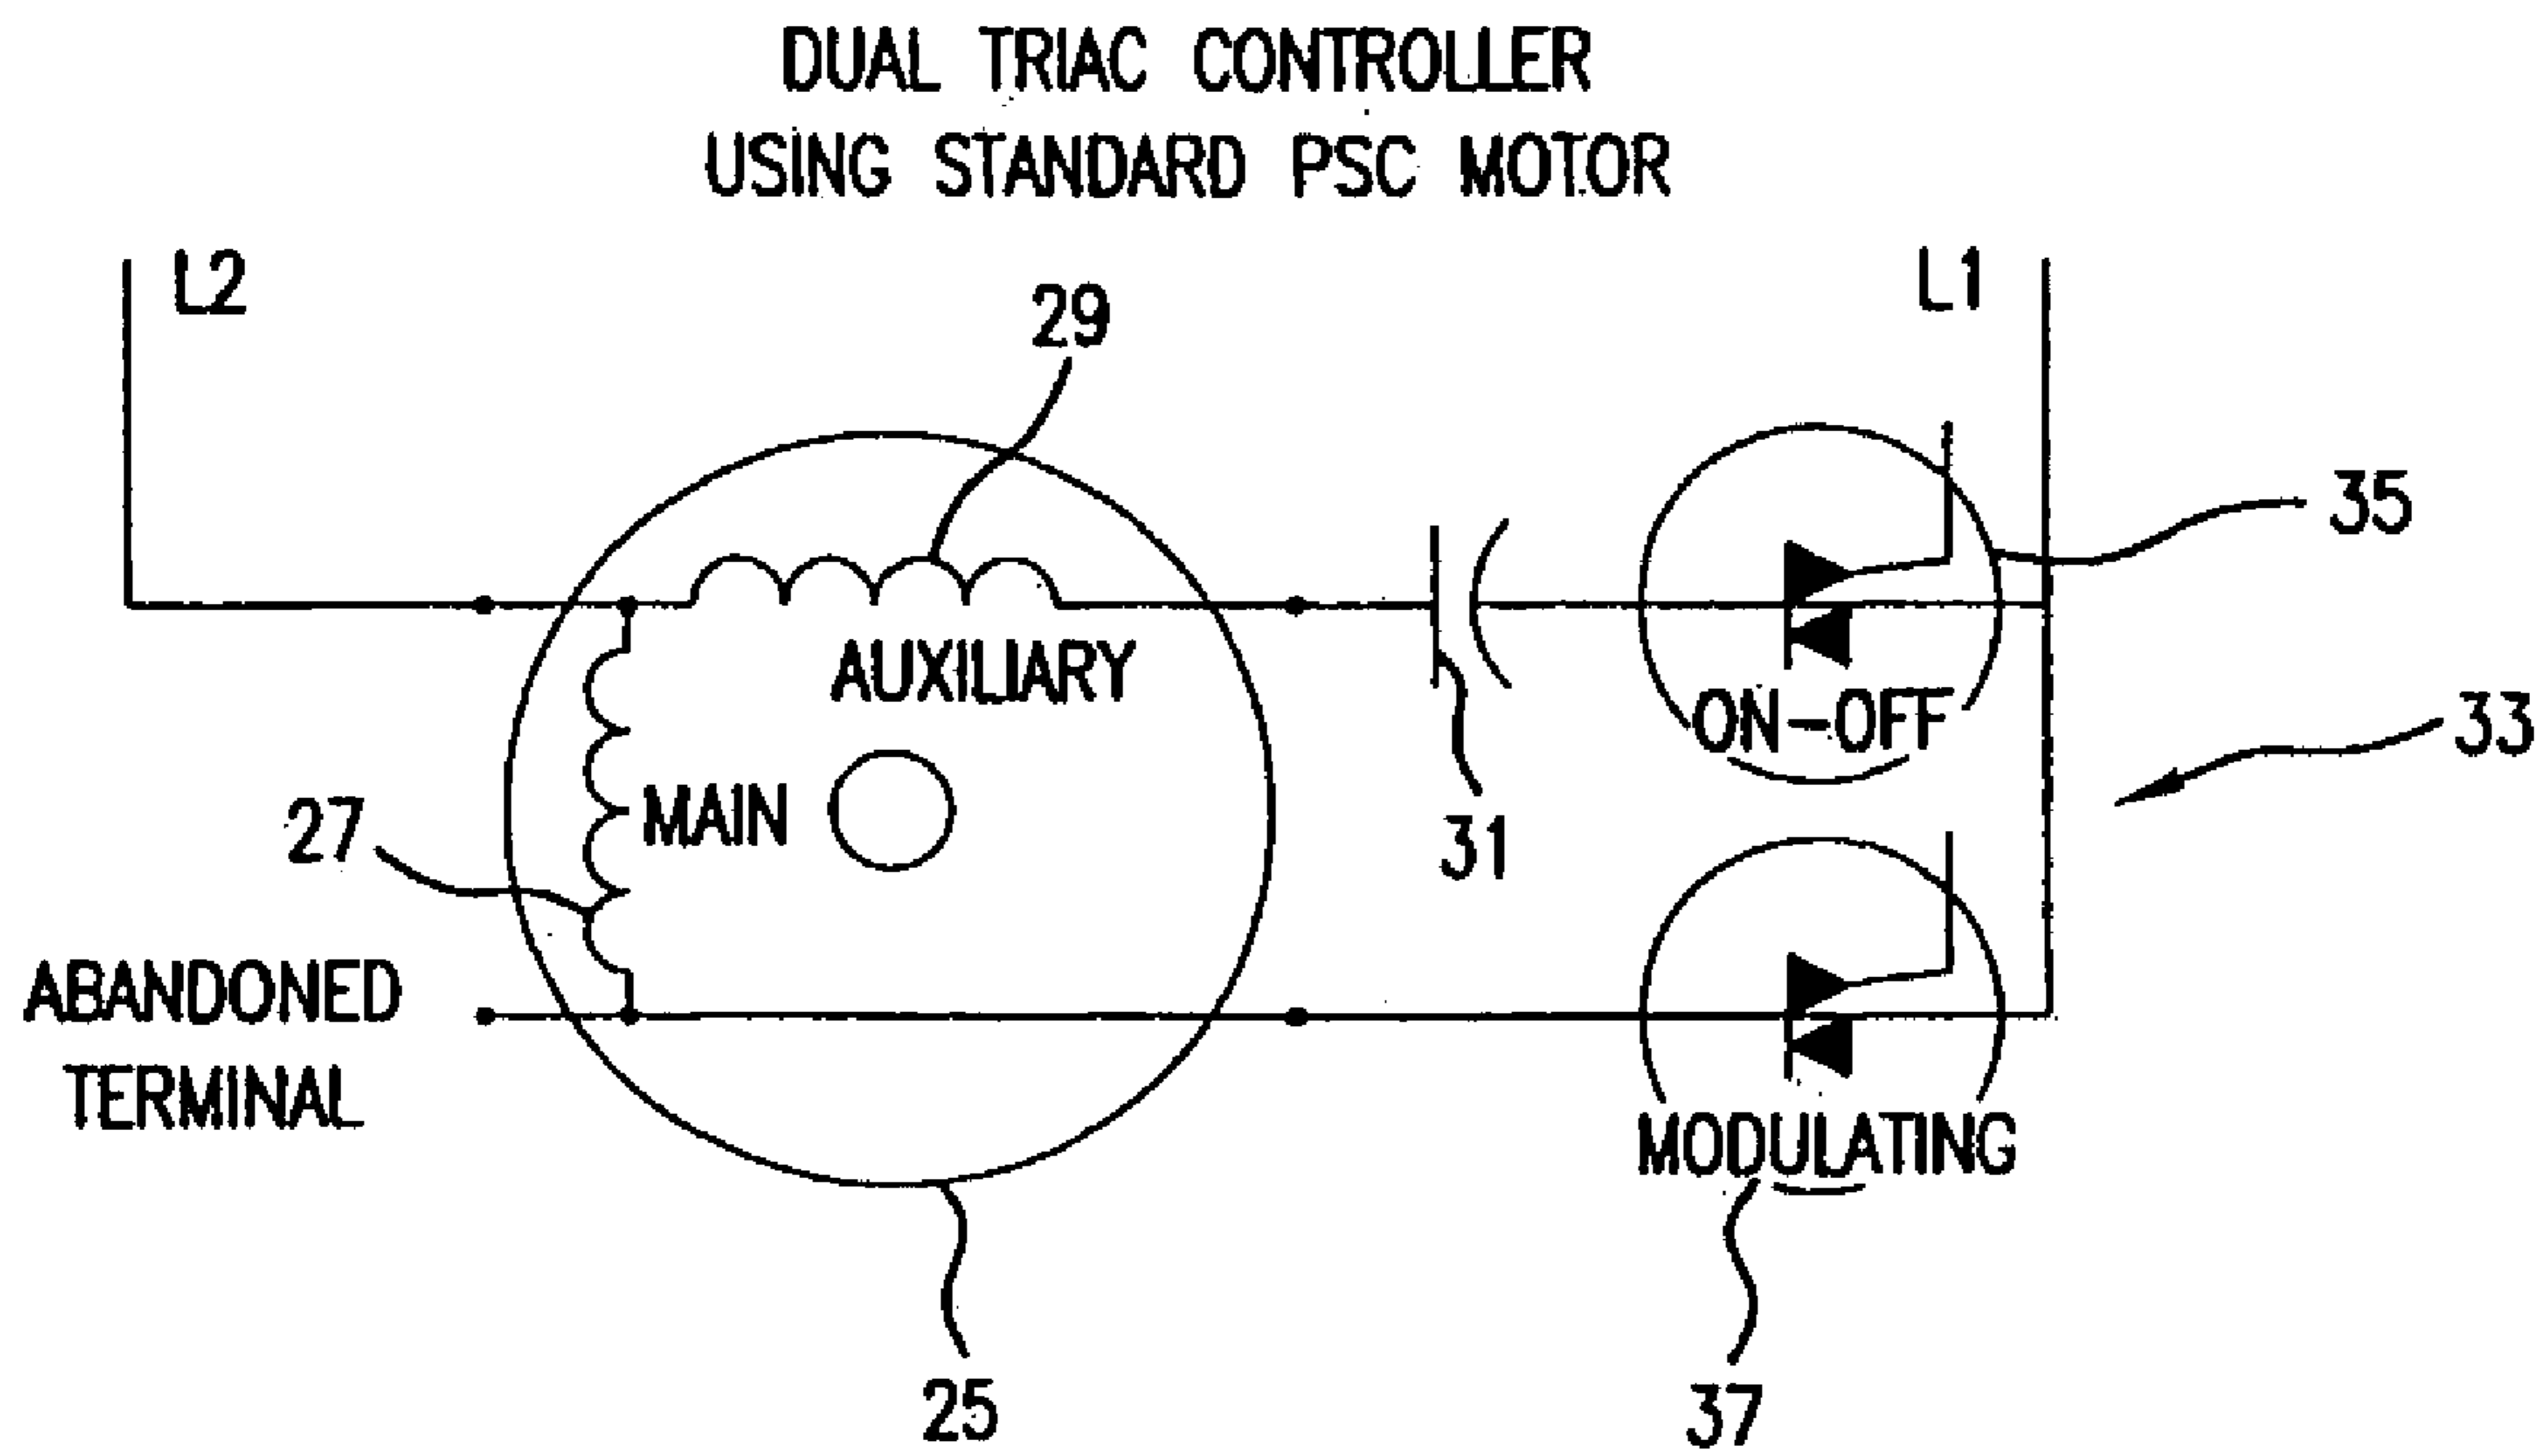 DUAL TRIAC CONTROLLER
USING STANDARD PSC MOTOR
L2
L1
29
35
AUXILIARY
ON-OFF
33
27
MAIN
31
ABANDONED
TERMINAL
MODULATING
25
37